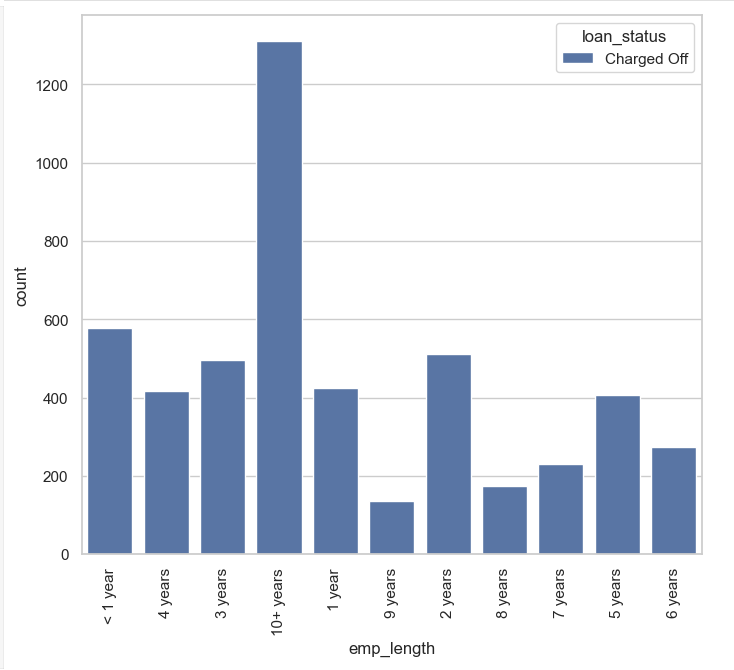 loan_status
Charged Off
1200
1000
800
600
400
200
0
count
< 1 year
4 years
3 years
10+ years
1 year
9 years
2 years
8 years
7 years
5 years
6 years
emp_length